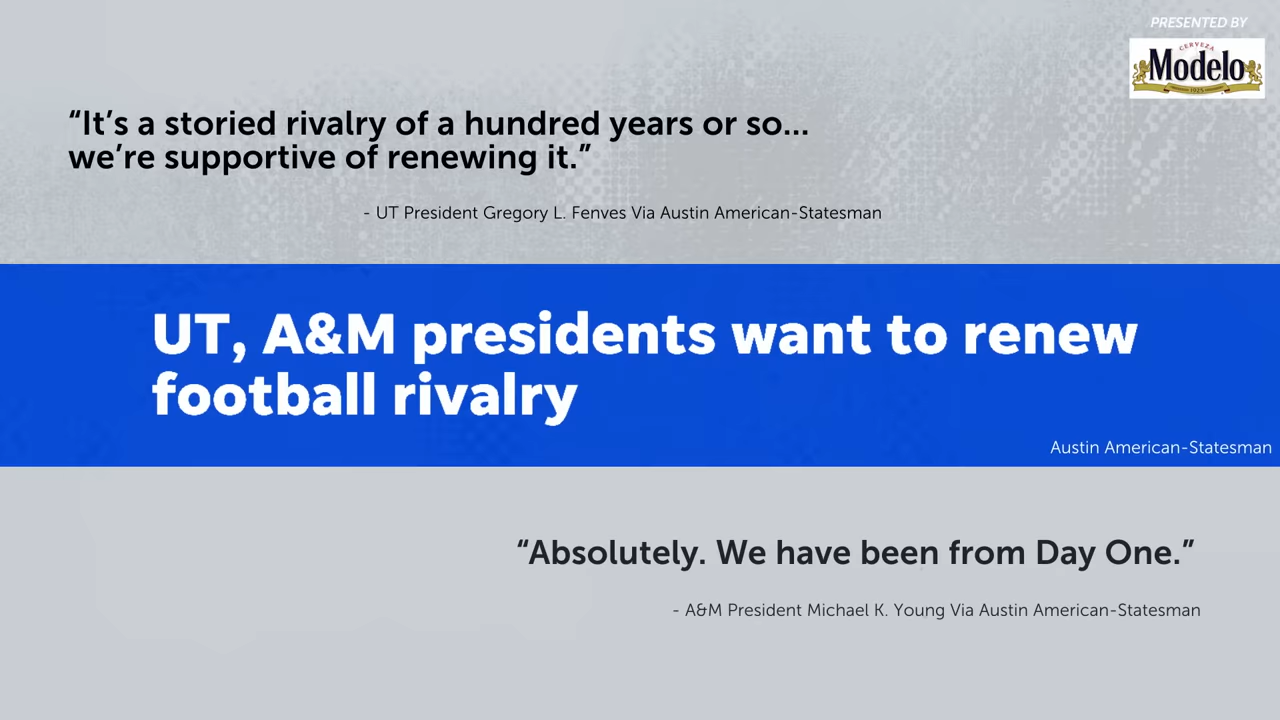 PRESENTED BY
CERVEZA
Modelo
1925
“It’s a storied rivalry of a hundred years or so...
we’re supportive of renewing it.”
- UT President Gregory L. Fenves Via Austin American-Statesman
UT, A&M presidents want to renew
football rivalry
Austin American-Statesman
“Absolutely. We have been from Day One.”
- A&M President Michael K. Young Via Austin American-Statesman